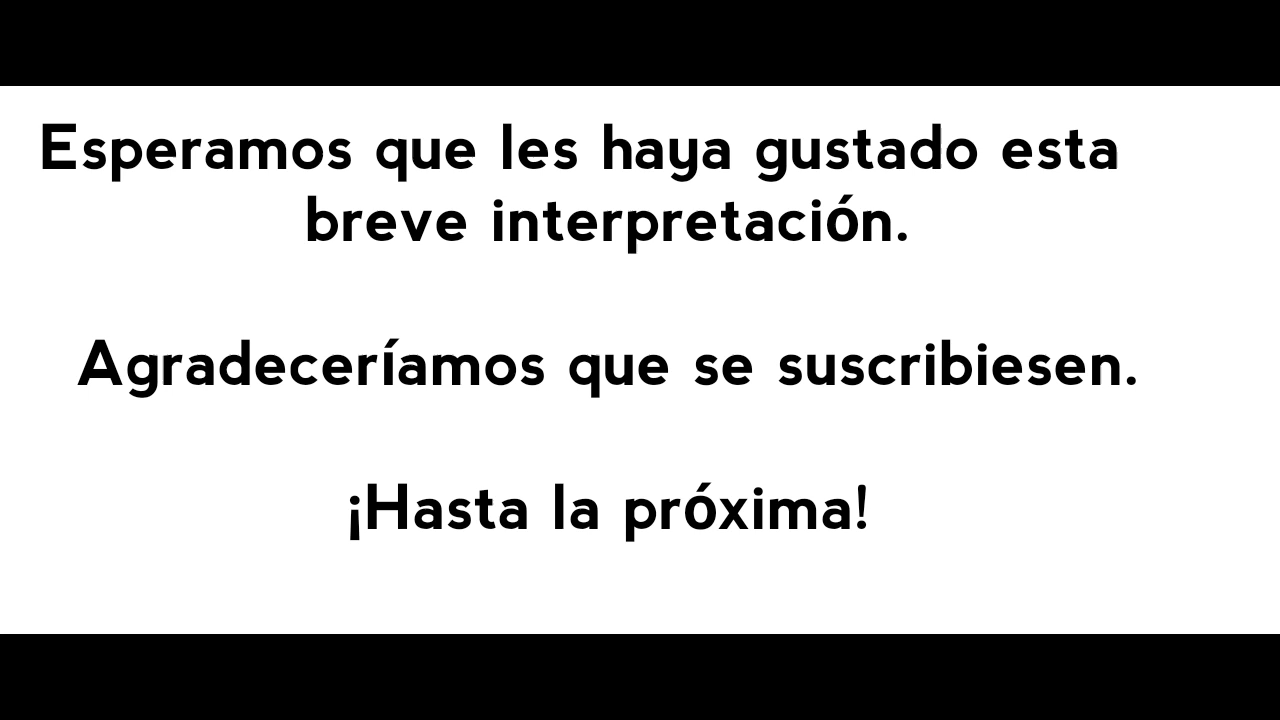 Esperamos que les haya gustado esta
breve interpretación.
Agradeceríamos que se suscribiesen.
¡Hasta la próxima!